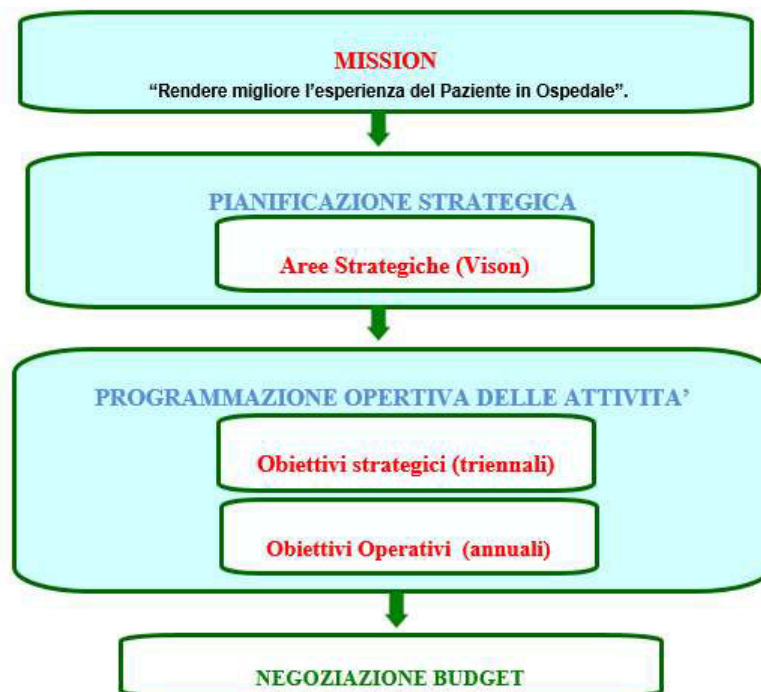 MISSION
“Rendere migliore l’esperienza del Paziente in Ospedale”.
PIANIFICAZIONE STRATEGICA
Aree Strategiche (Vison)
PROGRAMMAZIONE OPERTIVA DELLE ATTIVITA’
Obiettivi strategici (triennali)
Obiettivi Operativi (annuali)
NEGOZIAZIONE BUDGET